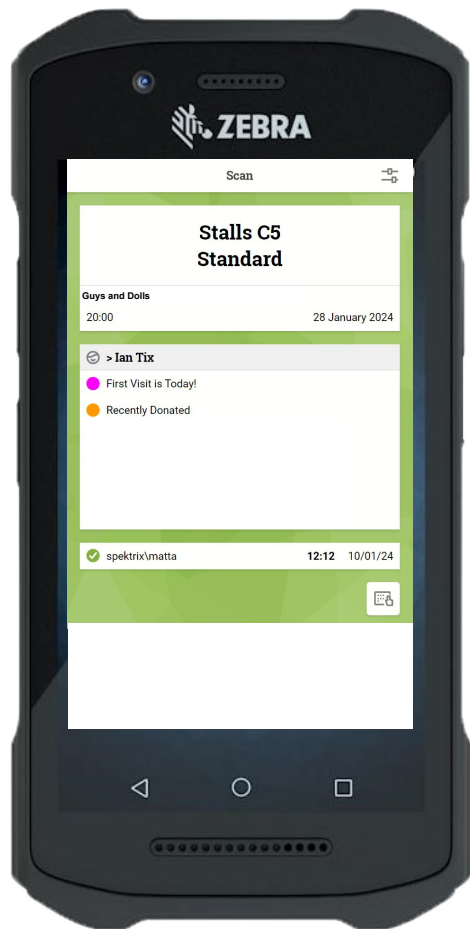 ZEBRA
Scan
Stalls C5
Standard
Guys and Dolls
20:00 28 January 2024
> Ian Tix
First Visit is Today!
Recently Donated
spektrix\matta 12:12 10/01/24